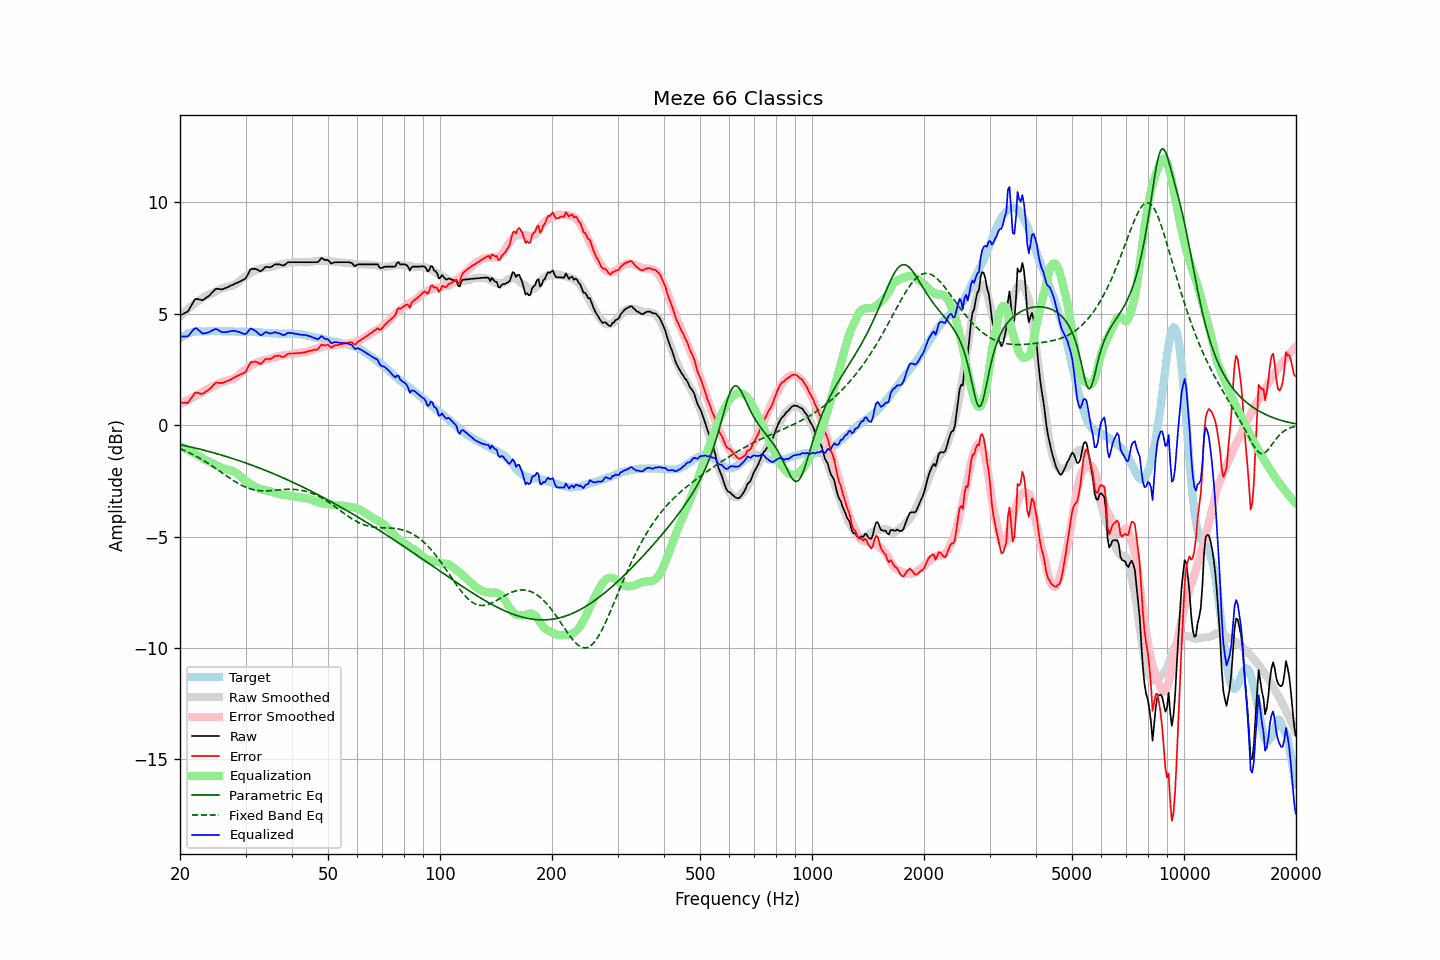 Meze 66 Classics
Amplitude (dBr)
10
5
0
−5
−10
−15
Target
Raw Smoothed
Error Smoothed
Raw
Error
Equalization
Parametric Eq
Fixed Band Eq
Equalized
20 50 100 200 500 1000 2000 5000 10000 20000
Frequency (Hz)